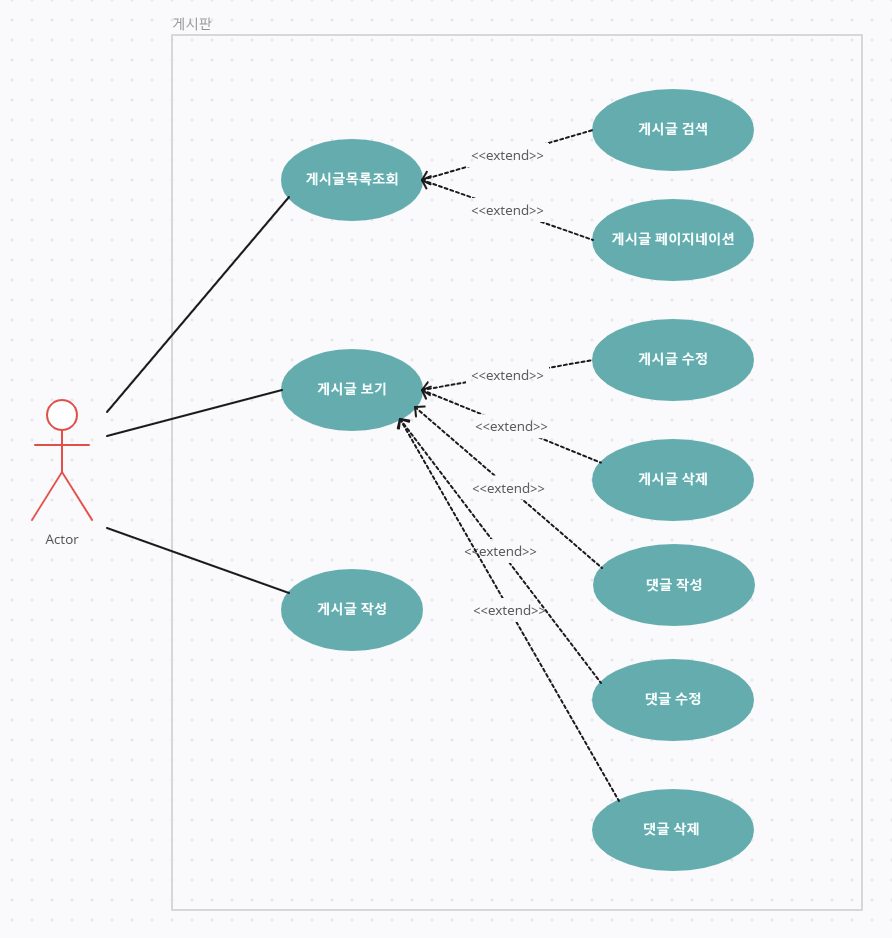 게시판
게시글 검색
<<extend>>
게시글목록조회
<<extend>>
게시글 페이지네이션
게시글 수정
<<extend>>
게시글 보기
<<extend>>
게시글 삭제
<<extend>>
Actor
<<extend>>
댓글 작성
게시글 작성
<<extend>>
댓글 수정
댓글 삭제